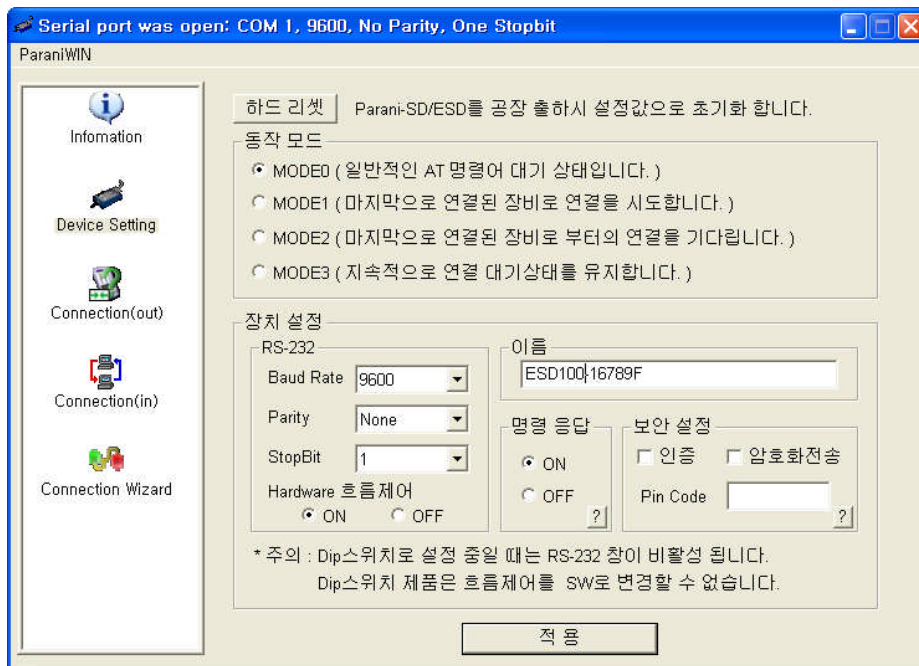 Serial port was open: COM 1, 9600, No Parity, One Stopbit
ParaniWIN
Infomation
Device Setting
Connection(out)
Connection(in)
Connection Wizard
하드 리셋 Parani-SD/ESD를 공장 출하시 설정값으로 초기화 합니다.
동작 모드
MODE0 ( 일반적인 AT 명령어 대기 상태입니다. )
MODE1 ( 마지막으로 연결된 장비로 연결을 시도합니다. )
MODE2 ( 마지막으로 연결된 장비로 부터의 연결을 기다립니다. )
MODE3 ( 지속적으로 연결 대기상태를 유지합니다. )
장치 설정
RS-232
Baud Rate 9600
Parity None
StopBit 1
Hardware 흐름제어
ON OFF
이름
ESD100-16789F
명령 응답
ON
OFF
?
보안 설정
인증 암호화전송
Pin Code
?
* 주의 : Dip스위치로 설정 중일 때는 RS-232 창이 비활성 됩니다.
Dip스위치 제품은 흐름제어를 SW로 변경할 수 없습니다.
적 용